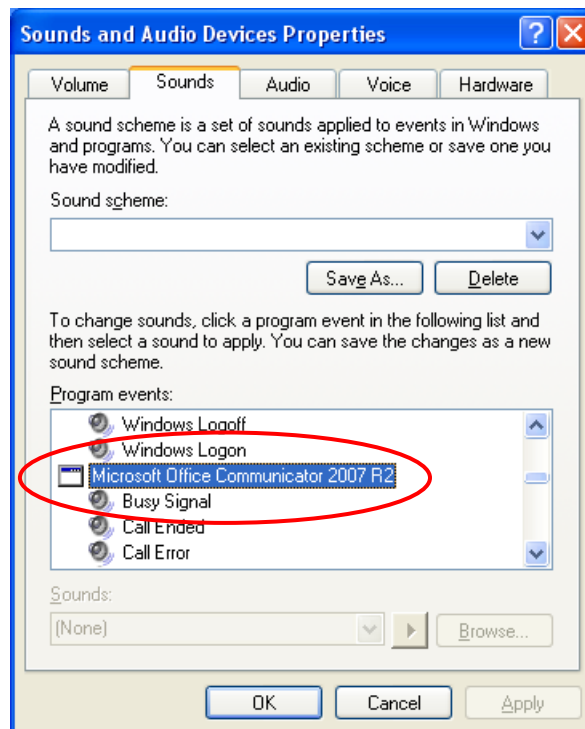 Sounds and Audio Devices Properties
Volume
Sounds
Audio
Voice
Hardware
A sound scheme is a set of sounds applied to events in Windows
and programs. You can select an existing scheme or save one you
have modified.
Sound scheme:
Save As...
Delete
To change sounds, click a program event in the following list and
then select a sound to apply. You can save the changes as a new
sound scheme.
Program events:
Windows Logoff
Windows Logon
Microsoft Office Communicator 2007 R2
Busy Signal
Call Ended
Call Error
Sounds:
(None)
Browse...
OK
Cancel
Apply